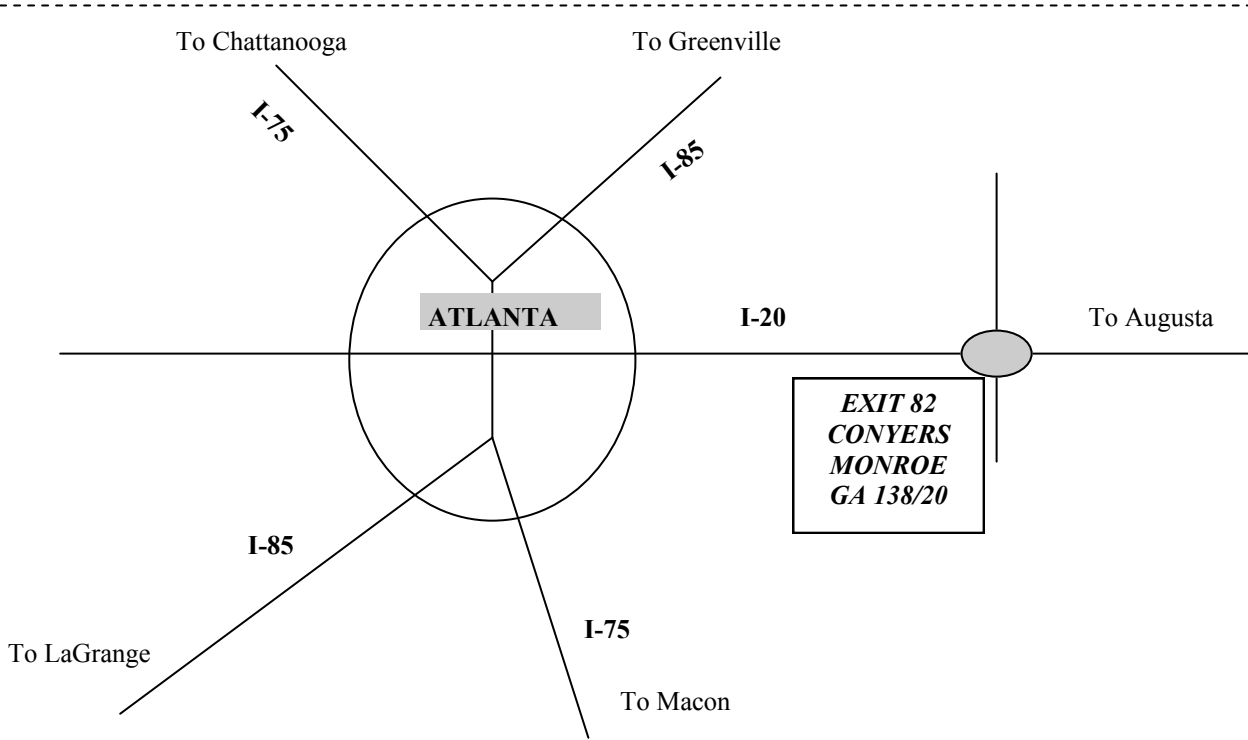 To Chattanooga
To Greenville
I-75
I-85
ATLANTA
I-20
To Augusta
EXIT 82
CONYERS
MONROE
GA 138/20
I-85
I-75
To LaGrange
To Macon